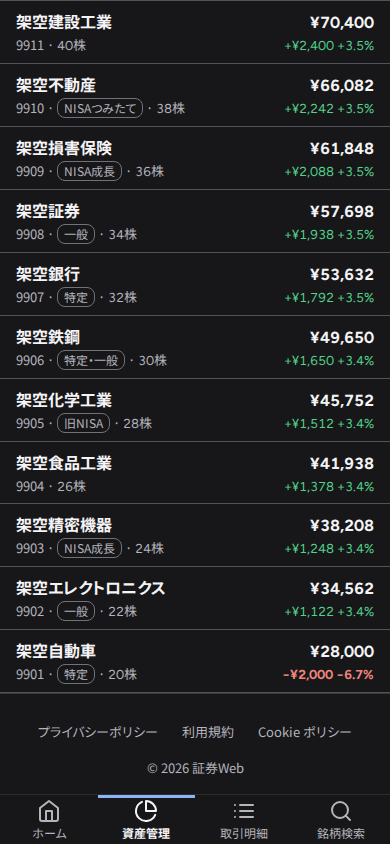 架空建設工業 ¥70,400
9911・40株 +¥2,400 +3.5%
架空不動産 ¥66,082
9910・NISAつみたて・38株 +¥2,242 +3.5%
架空損害保険 ¥61,848
9909・NISA成長・36株 +¥2,088 +3.5%
架空証券 ¥57,698
9908・一般・34株 +¥1,938 +3.5%
架空銀行 ¥53,632
9907・特定・32株 +¥1,792 +3.5%
架空鉄鋼 ¥49,650
9906・特定・一般・30株 +¥1,650 +3.4%
架空化学工業 ¥45,752
9905・旧NISA・28株 +¥1,512 +3.4%
架空食品工業 ¥41,938
9904・26株 +¥1,378 +3.4%
架空精密機器 ¥38,208
9903・NISA成長・24株 +¥1,248 +3.4%
架空エレクトロニクス ¥34,562
9902・一般・22株 +¥1,122 +3.4%
架空自動車 ¥28,000
9901・特定・20株 -¥2,000 -6.7%
プライバシーポリシー 利用規約 Cookie ポリシー
© 2026 証券Web
ホーム 資産管理 取引明細 銘柄検索